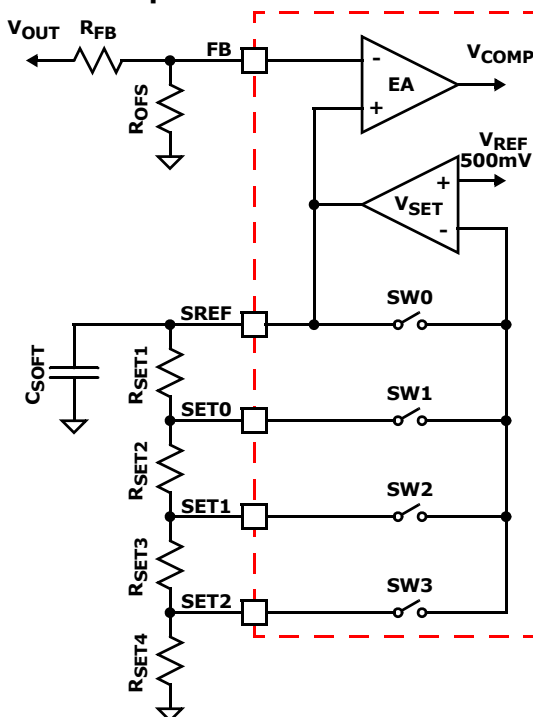 VOUT
RFB
FB
ROFS
-
+
EA
VCOMP
VREF
500mV
+
-
VSET
SREF
SW0
CSOFT
RSET1
SET0
SW1
RSET2
SET1
SW2
RSET3
SET2
SW3
RSET4